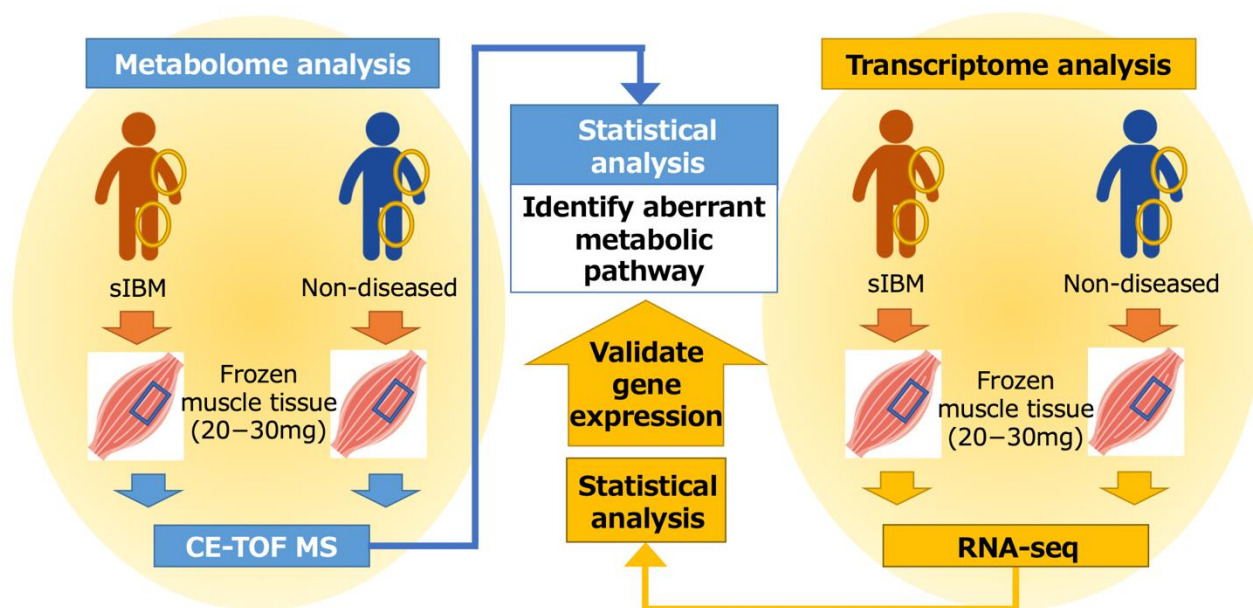 Metabolome analysis
sIBM
Non-diseased
Frozen
muscle tissue
(20−30mg)
CE-TOF MS
Statistical
analysis
Identify aberrant
metabolic
pathway
Validate
gene
expression
Statistical
analysis
Transcriptome analysis
sIBM
Non-diseased
Frozen
muscle tissue
(20−30mg)
RNA-seq